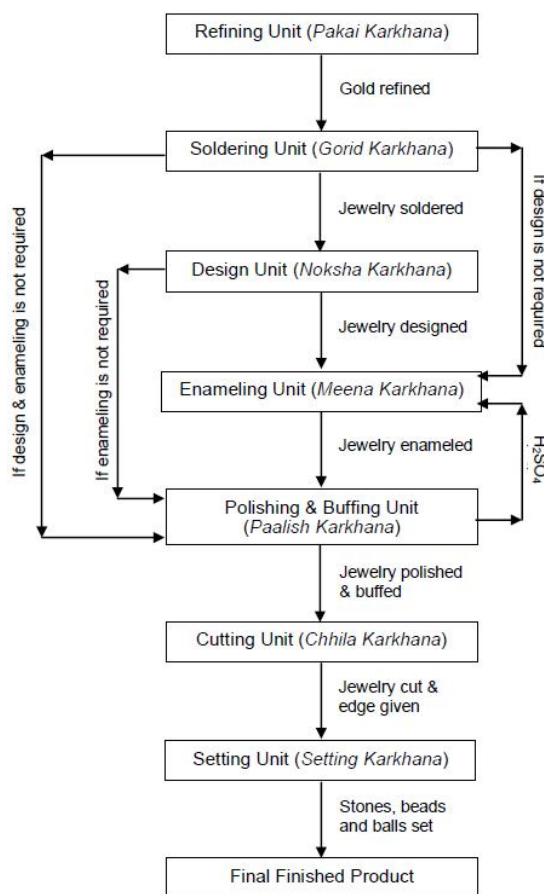 Refining Unit (Pakai Karkhana)
Gold refined
Soldering Unit (Gorid Karkhana)
If design & enameling is not required
If design is not required
Jewelry soldered
Design Unit (Noksha Karkhana)
If enameling is not required
Jewelry designed
Enameling Unit (Meena Karkhana)
Jewelry enameled
H₂SO₄
Polishing & Buffing Unit
(Paalish Karkhana)
Jewelry polished
& buffed
Cutting Unit (Chhila Karkhana)
Jewelry cut &
edge given
Setting Unit (Setting Karkhana)
Stones, beads
and balls set
Final Finished Product